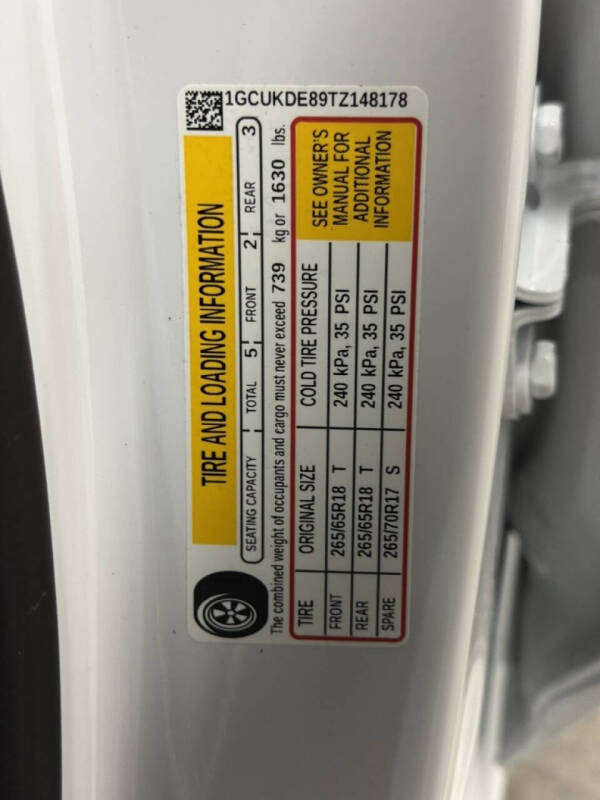 1GCUKDE89TZ148178
TIRE AND LOADING INFORMATION
SEATING CAPACITY TOTAL 5 FRONT 2 REAR 3
The combined weight of occupants and cargo must never exceed 739 kg or 1630 lbs.
TIRE ORIGINAL SIZE COLD TIRE PRESSURE
FRONT 265/65R18 T 240 kPa, 35 PSI
REAR 265/65R18 T 240 kPa, 35 PSI
SPARE 265/70R17 S 240 kPa, 35 PSI
SEE OWNER'S
MANUAL FOR
ADDITIONAL
INFORMATION